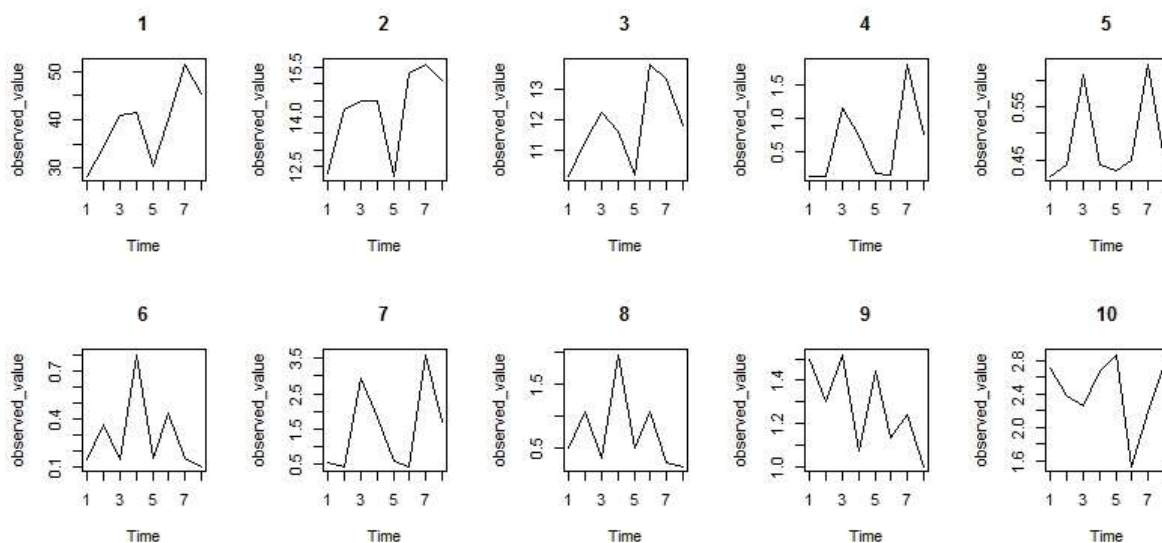 1
observed_value
30 40 50
1 3 5 7
Time
2
observed_value
12.5 14.0 15.5
1 3 5 7
Time
3
observed_value
11 12 13
1 3 5 7
Time
4
observed_value
0.5 1.0 1.5
1 3 5 7
Time
5
observed_value
0.45 0.55
1 3 5 7
Time
6
observed_value
0.1 0.4 0.7
1 3 5 7
Time
7
observed_value
0.5 1.5 2.5 3.5
1 3 5 7
Time
8
observed_value
0.5 1.5
1 3 5 7
Time
9
observed_value
1.0 1.2 1.4
1 3 5 7
Time
10
observed_value
1.6 2.0 2.4 2.8
1 3 5 7
Time